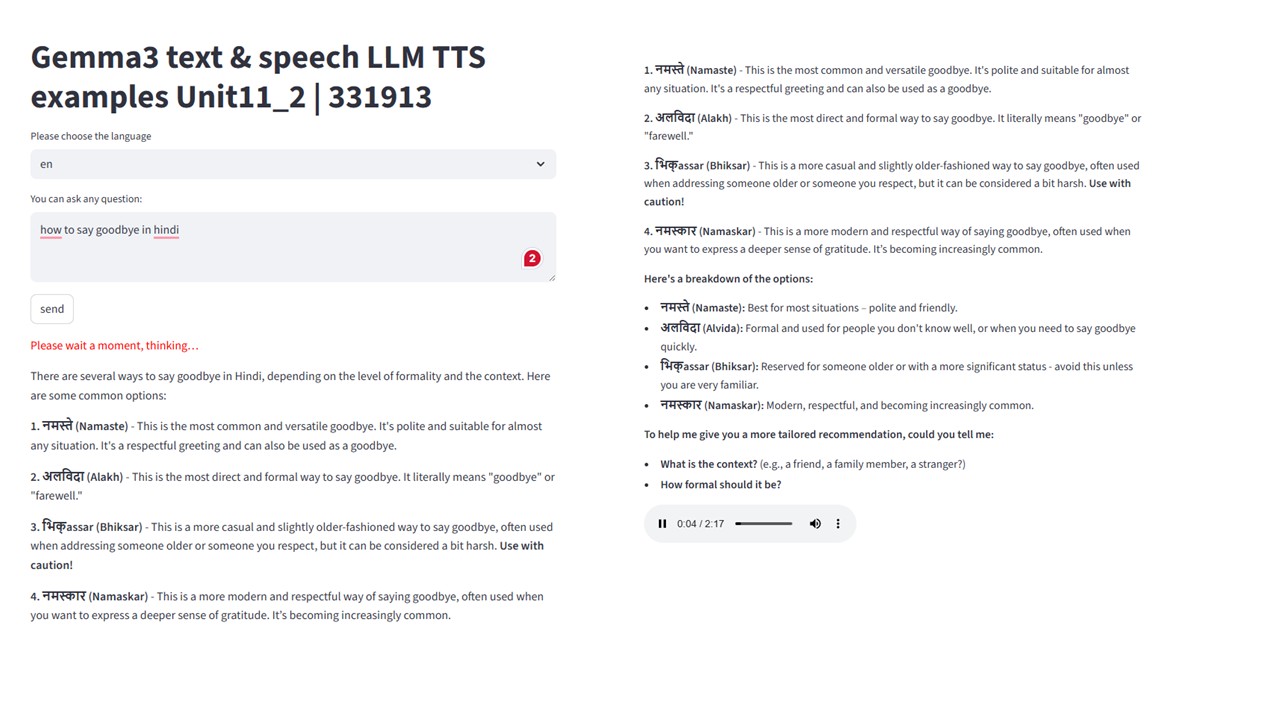 Gemma3 text & speech LLM TTS
examples Unit11_2 | 331913
Please choose the language
en
You can ask any question:
how to say goodbye in hindi
2
send
Please wait a moment, thinking...
There are several ways to say goodbye in Hindi, depending on the level of formality and the context. Here
are some common options:
1. नमस्ते (Namaste) - This is the most common and versatile goodbye. It's polite and suitable for almost
any situation. It's a respectful greeting and can also be used as a goodbye.
2. अलविदा (Alakh) - This is the most direct and formal way to say goodbye. It literally means "goodbye" or
"farewell."
3. भिक्assar (Bhiksar) - This is a more casual and slightly older-fashioned way to say goodbye, often used
when addressing someone older or someone you respect, but it can be considered a bit harsh. Use with
caution!
4. नमस्कार (Namaskar) - This is a more modern and respectful way of saying goodbye, often used when
you want to express a deeper sense of gratitude. It's becoming increasingly common.
1. नमस्ते (Namaste) - This is the most common and versatile goodbye. It's polite and suitable for almost
any situation. It's a respectful greeting and can also be used as a goodbye.
2. अलविदा (Alakh) - This is the most direct and formal way to say goodbye. It literally means "goodbye" or
"farewell."
3. भिक्assar (Bhiksar) - This is a more casual and slightly older-fashioned way to say goodbye, often used
when addressing someone older or someone you respect, but it can be considered a bit harsh. Use with
caution!
4. नमस्कार (Namaskar) - This is a more modern and respectful way of saying goodbye, often used when
you want to express a deeper sense of gratitude. It's becoming increasingly common.
Here's a breakdown of the options:
• नमस्ते (Namaste): Best for most situations – polite and friendly.
• अलविदा (Alvida): Formal and used for people you don't know well, or when you need to say goodbye
quickly.
• भिक्assar (Bhiksar): Reserved for someone older or with a more significant status - avoid this unless
you are very familiar.
• नमस्कार (Namaskar): Modern, respectful, and becoming increasingly common.
To help me give you a more tailored recommendation, could you tell me:
• What is the context? (e.g., a friend, a family member, a stranger?)
• How formal should it be?
0:04 / 2:17